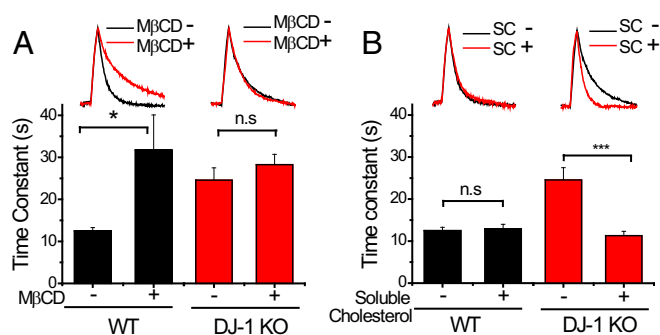 A
MβCD -
MβCD+
MβCD -
MβCD+
Time Constant (s)
40
30
20
10
0
*
n.s
MβCD
- + - +
WT DJ-1 KO
B
SC -
SC +
SC -
SC +
Time constant (s)
40
30
20
10
0
n.s
***
Soluble
Cholesterol
- + - +
WT DJ-1 KO